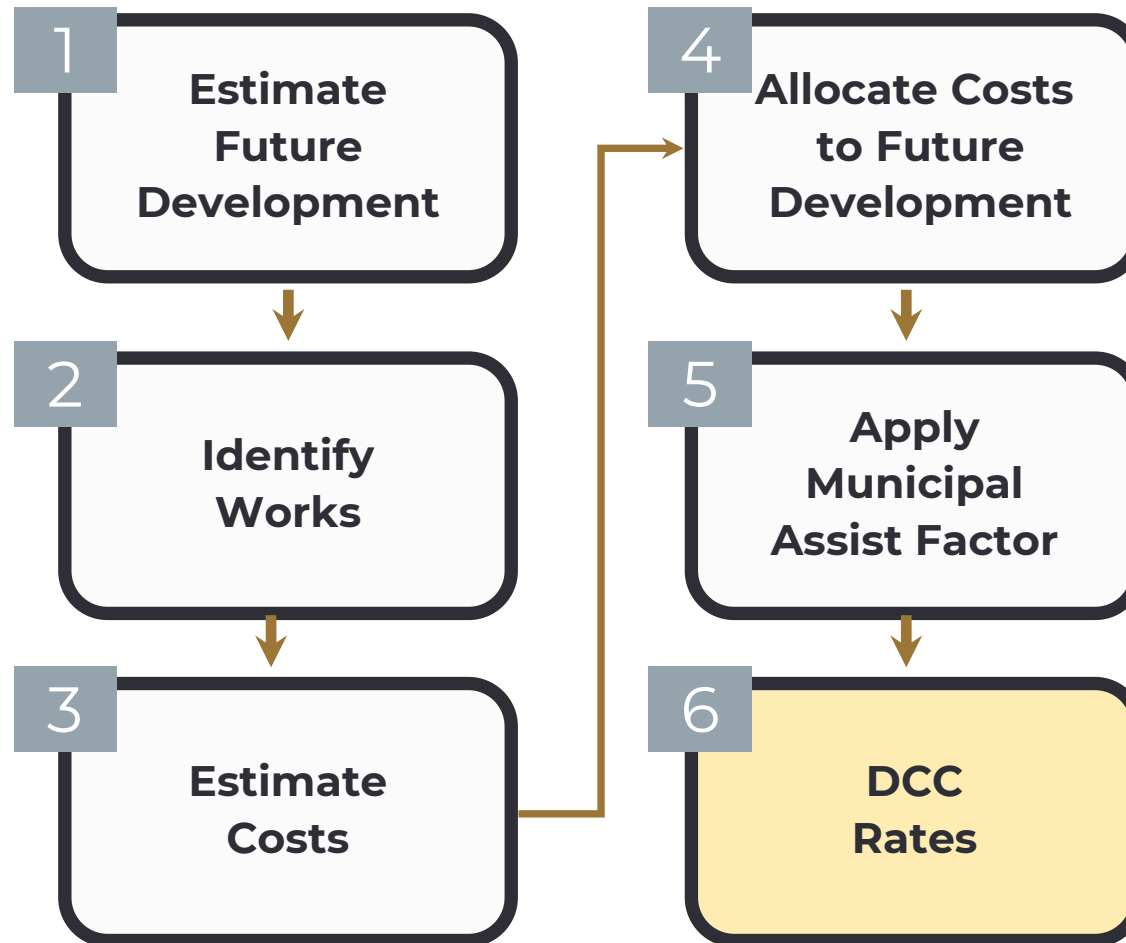 1
Estimate
Future
Development
2
Identify
Works
3
Estimate
Costs
4
Allocate Costs
to Future
Development
5
Apply
Municipal
Assist Factor
6
DCC
Rates